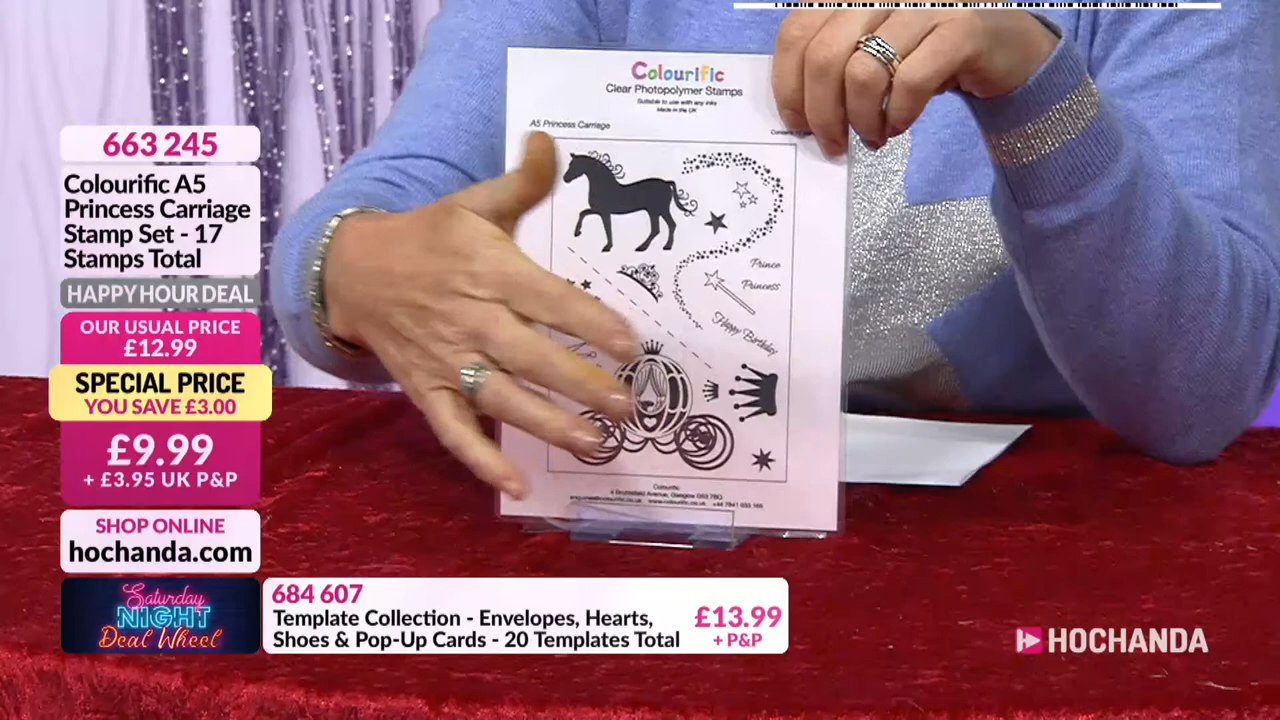 663 245
Colourific A5
Princess Carriage
Stamp Set - 17
Stamps Total
HAPPY HOUR DEAL
OUR USUAL PRICE
£12.99
SPECIAL PRICE
YOU SAVE £3.00
£9.99
+ £3.95 UK P&P
SHOP ONLINE
hochanda.com
Saturday
NIGHT
Deal Wheel
684 607
Template Collection - Envelopes, Hearts,
Shoes & Pop-Up Cards - 20 Templates Total
£13.99
+ P&P
HOCHANDA
Colourific
Clear Photopolymer Stamps
Suitable to use with any inks
Made in the UK
A5 Princess Carriage
Prince
Princess
Happy Birthday
Colourific